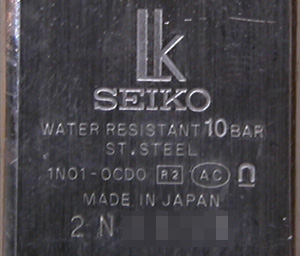 LK
SEIKO
WATER RESISTANT 10 BAR
ST. STEEL
1N01-0CD0 R2 AC Ω
MADE IN JAPAN
2 N